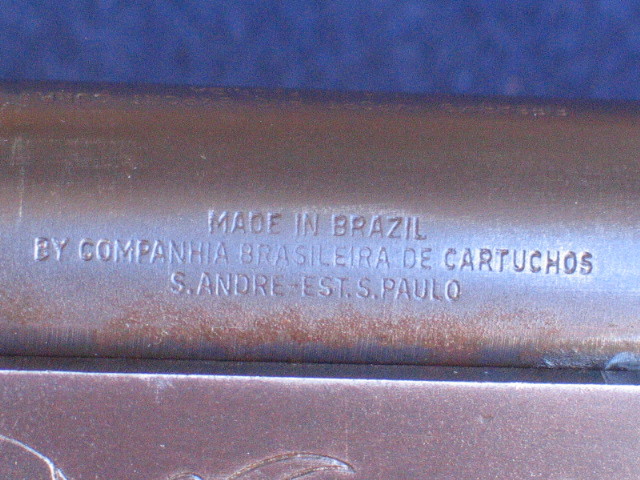 MADE IN BRAZIL
BY COMPANHIA BRASILEIRA DE CARTUCHOS
S. ANDRE-EST. S. PAULO